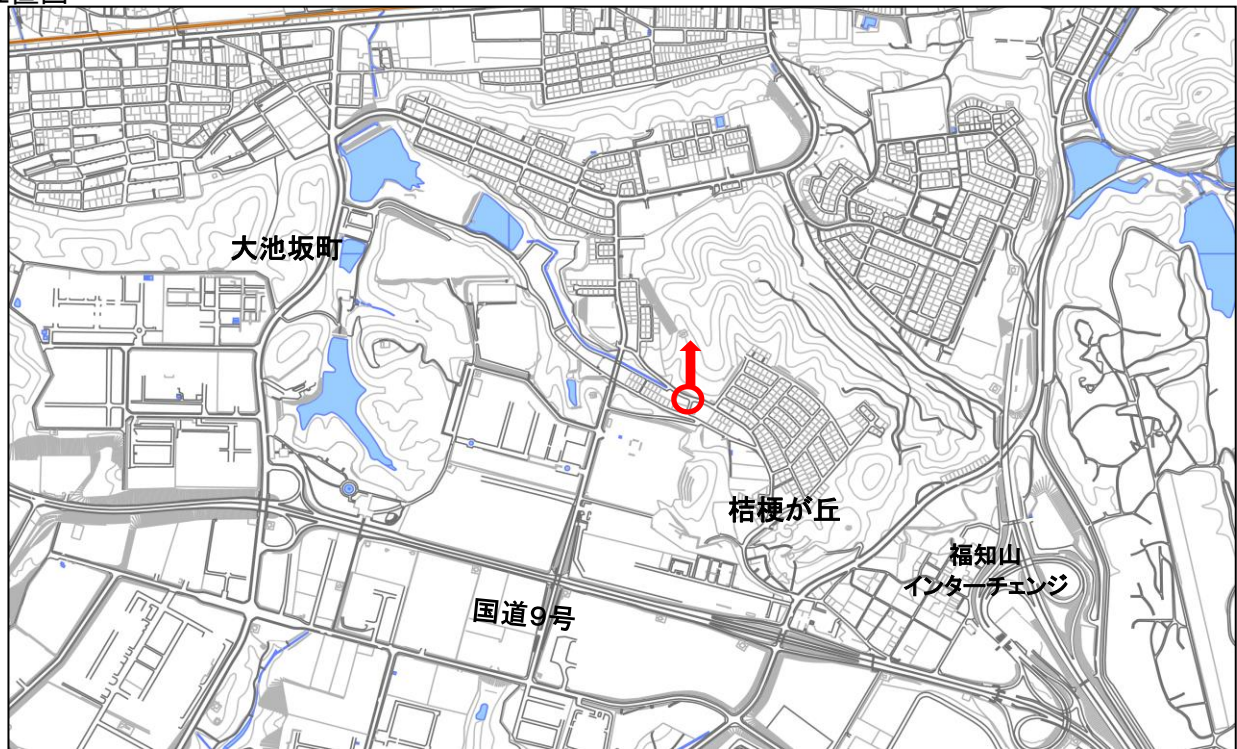 大池坂町
桔梗が丘
福知山
インターチェンジ
国道9号